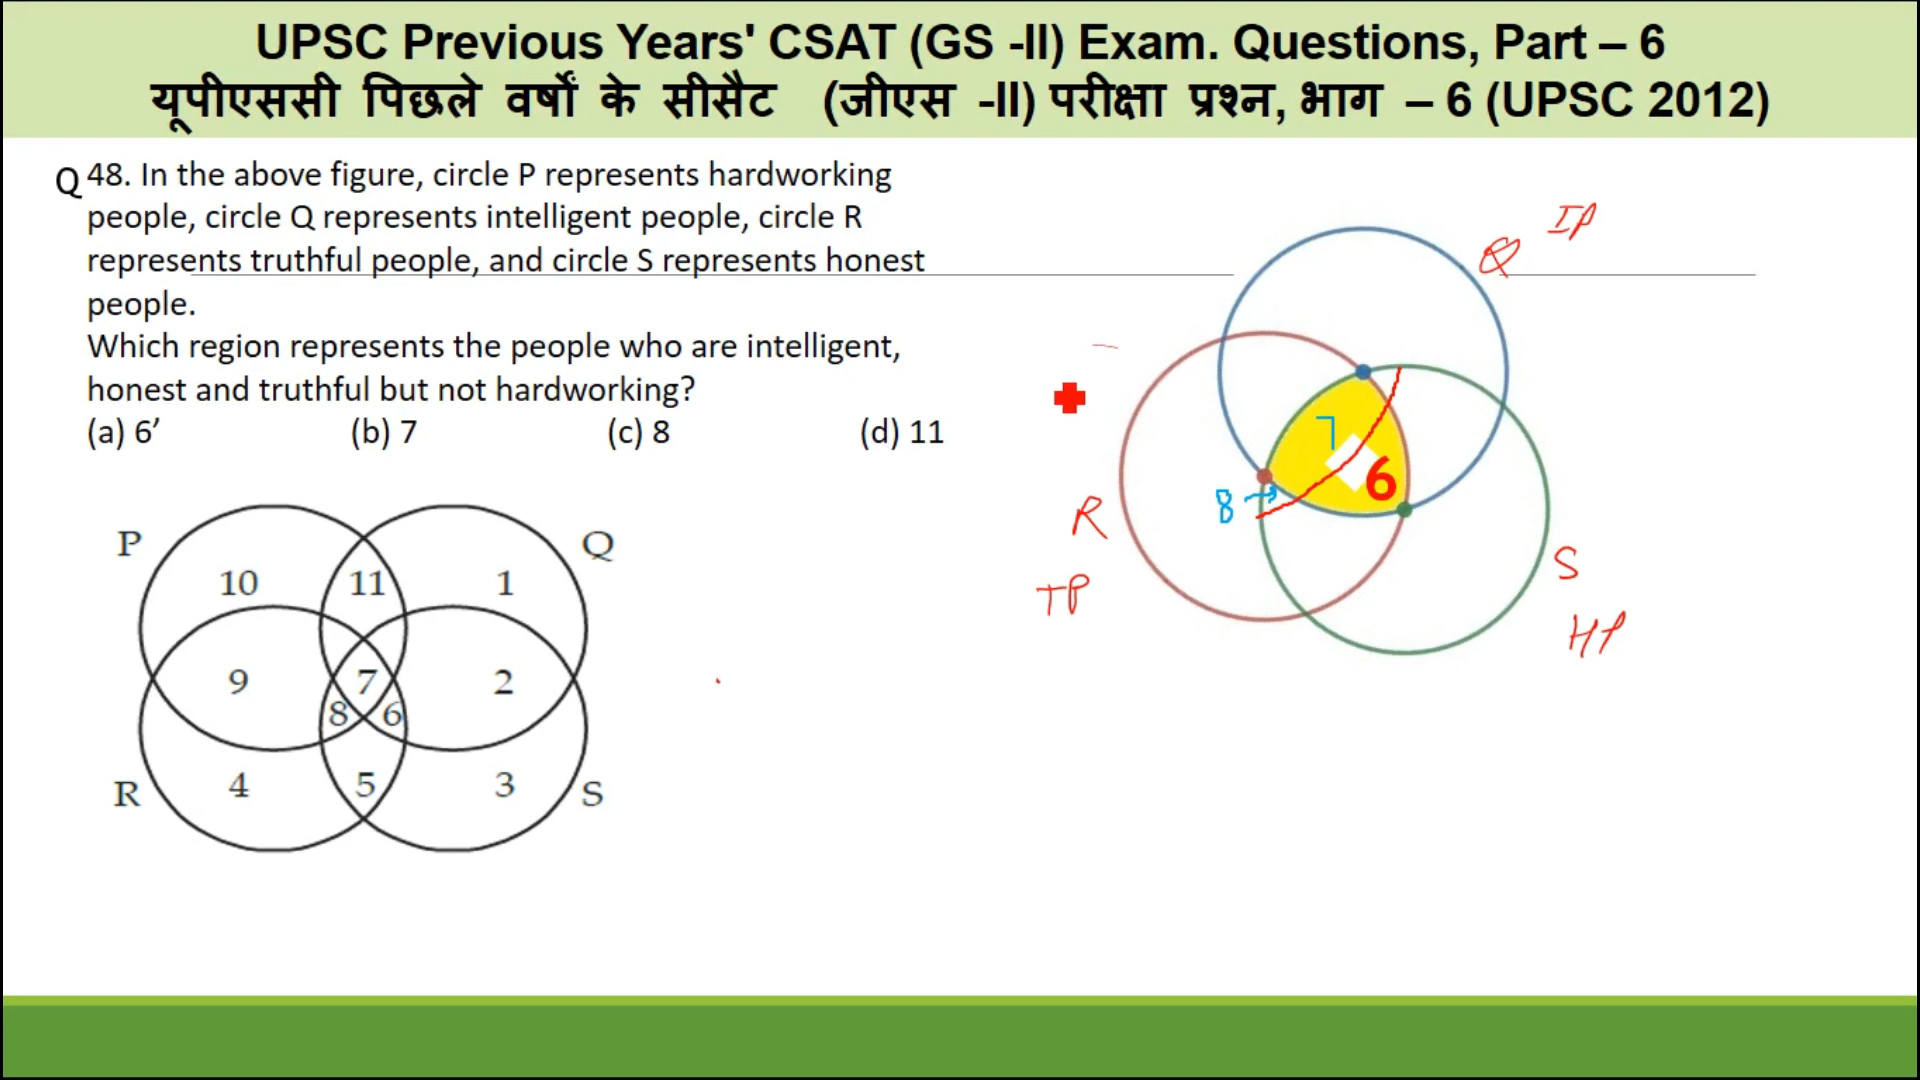 UPSC Previous Years' CSAT (GS -II) Exam. Questions, Part – 6
यूपीएससी पिछले वर्षों के सीसैट (जीएस -II) परीक्षा प्रश्न, भाग – 6 (UPSC 2012)
Q 48. In the above figure, circle P represents hardworking
people, circle Q represents intelligent people, circle R
represents truthful people, and circle S represents honest
people.
Which region represents the people who are intelligent,
honest and truthful but not hardworking?
(a) 6’ (b) 7 (c) 8 (d) 11
P Q
10 11 1
9 7 2
8 6
4 5 3
R S
Q IP
7
6
8
R
TP
S
HP